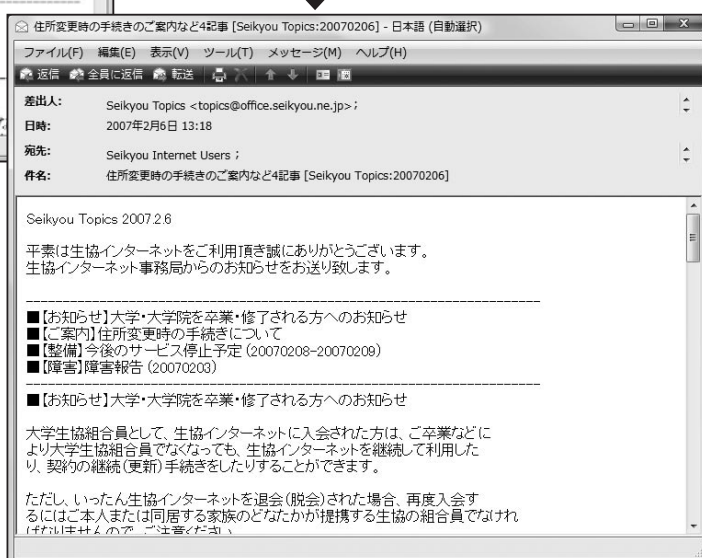 住所変更時の手続きのご案内など4記事 [Seikyou Topics:20070206] - 日本語 (自動選択)
ファイル(F) 編集(E) 表示(V) ツール(T) メッセージ(M) ヘルプ(H)
返信 全員に返信 転送
差出人: Seikyou Topics <topics@office.seikyou.ne.jp>;
日時: 2007年2月6日 13:18
宛先: Seikyou Internet Users ;
件名: 住所変更時の手続きのご案内など4記事 [Seikyou Topics:20070206]
Seikyou Topics 2007.2.6
平素は生協インターネットをご利用頂き誠にありがとうございます。
生協インターネット事務局からのお知らせをお送り致します。
------------------------------------------------------------------------
■【お知らせ】大学・大学院を卒業・修了される方へのお知らせ
■【ご案内】住所変更時の手続きについて
■【整備】今後のサービス停止予定 (20070208-20070209)
■【障害】障害報告 (20070203)
------------------------------------------------------------------------
■【お知らせ】大学・大学院を卒業・修了される方へのお知らせ
大学生協組合員として、生協インターネットに入会された方は、ご卒業などに
より大学生協組合員でなくなっても、生協インターネットを継続して利用した
り、契約の継続(更新)手続きをしたりすることができます。
ただし、いったん生協インターネットを退会(脱会)された場合、再度入会す
るにはご本人または同居する家族のどなたかが提携する生協の組合員でなけれ
ばなりませんので、ご注意ください